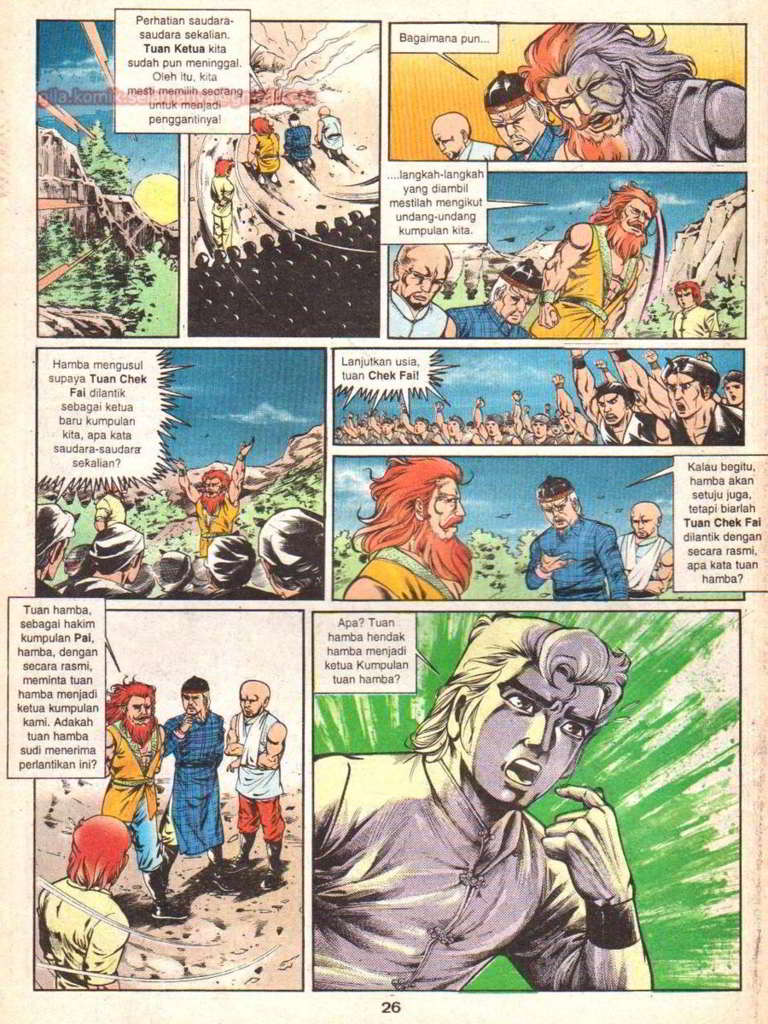 Perhatian saudara-
saudara sekalian.
Tuan Ketua kita
sudah pun meninggal.
Oleh itu, kita
mesti memilih seorang
untuk menjadi
penggantinya!
Bagaimana pun...
....langkah-langkah
yang diambil
mestilah mengikut
undang-undang
kumpulan kita.
Hamba mengusul
supaya Tuan Chek
Fai dilantik
sebagai ketua
baru kumpulan
kita, apa kata
saudara-saudara
sekalian?
Lanjutkan usia,
tuan Chek Fai!
Kalau begitu,
hamba akan
setuju juga,
tetapi biarlah
Tuan Chek Fai
dilantik dengan
secara rasmi,
apa kata tuan
hamba?
Tuan hamba,
sebagai hakim
kumpulan Pai,
hamba, dengan
secara rasmi,
meminta tuan
hamba menjadi
ketua kumpulan
kami. Adakah
tuan hamba
sudi menerima
perlantikan ini?
Apa? Tuan
hamba hendak
hamba menjadi
ketua Kumpulan
tuan hamba?
26